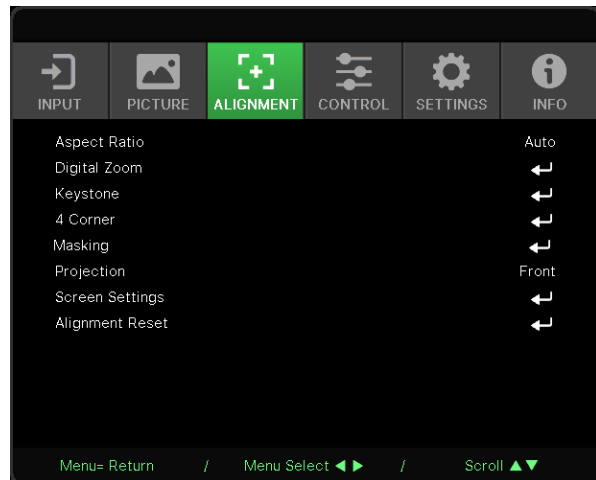 INPUT PICTURE ALIGNMENT CONTROL SETTINGS INFO
Aspect Ratio Auto
Digital Zoom
Keystone
4 Corner
Masking
Projection Front
Screen Settings
Alignment Reset
Menu= Return / Menu Select ◀ ▶ / Scroll ▲▼